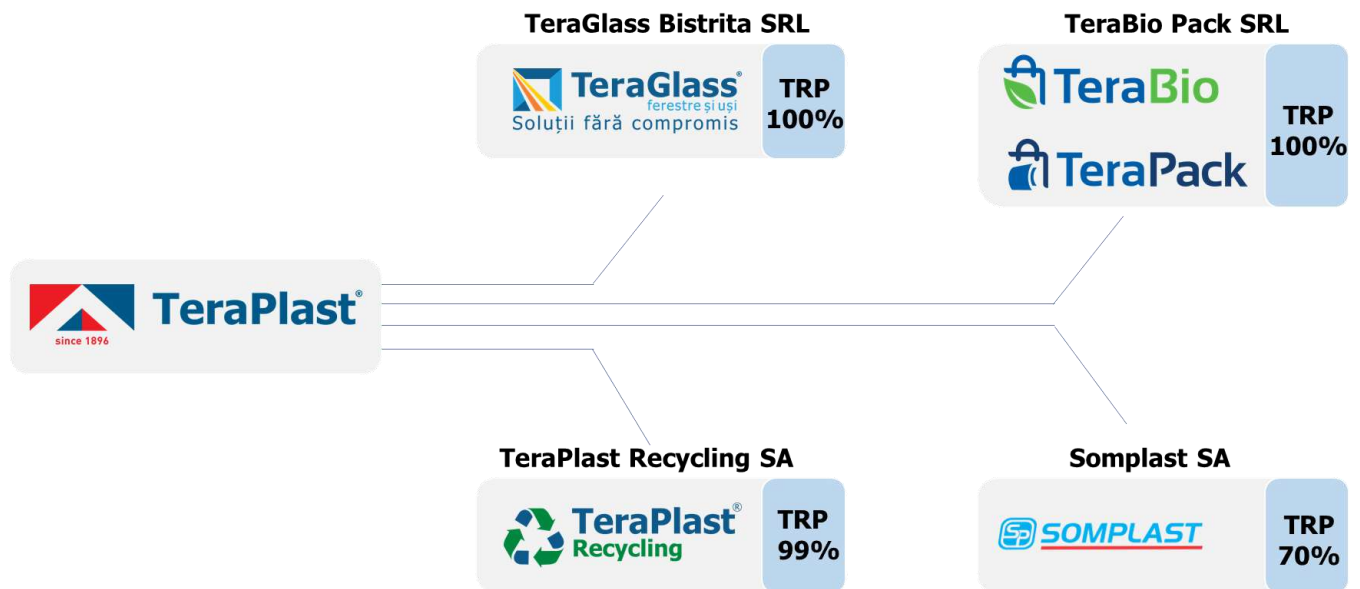 TeraGlass Bistrita SRL
TeraGlass®
ferestre și uși
Soluții fără compromis
TRP
100%
TeraBio Pack SRL
TeraBio
TeraPack
TRP
100%
TeraPlast®
since 1896
TeraPlast Recycling SA
TeraPlast®
Recycling
TRP
99%
Somplast SA
SP SOMPLAST
TRP
70%